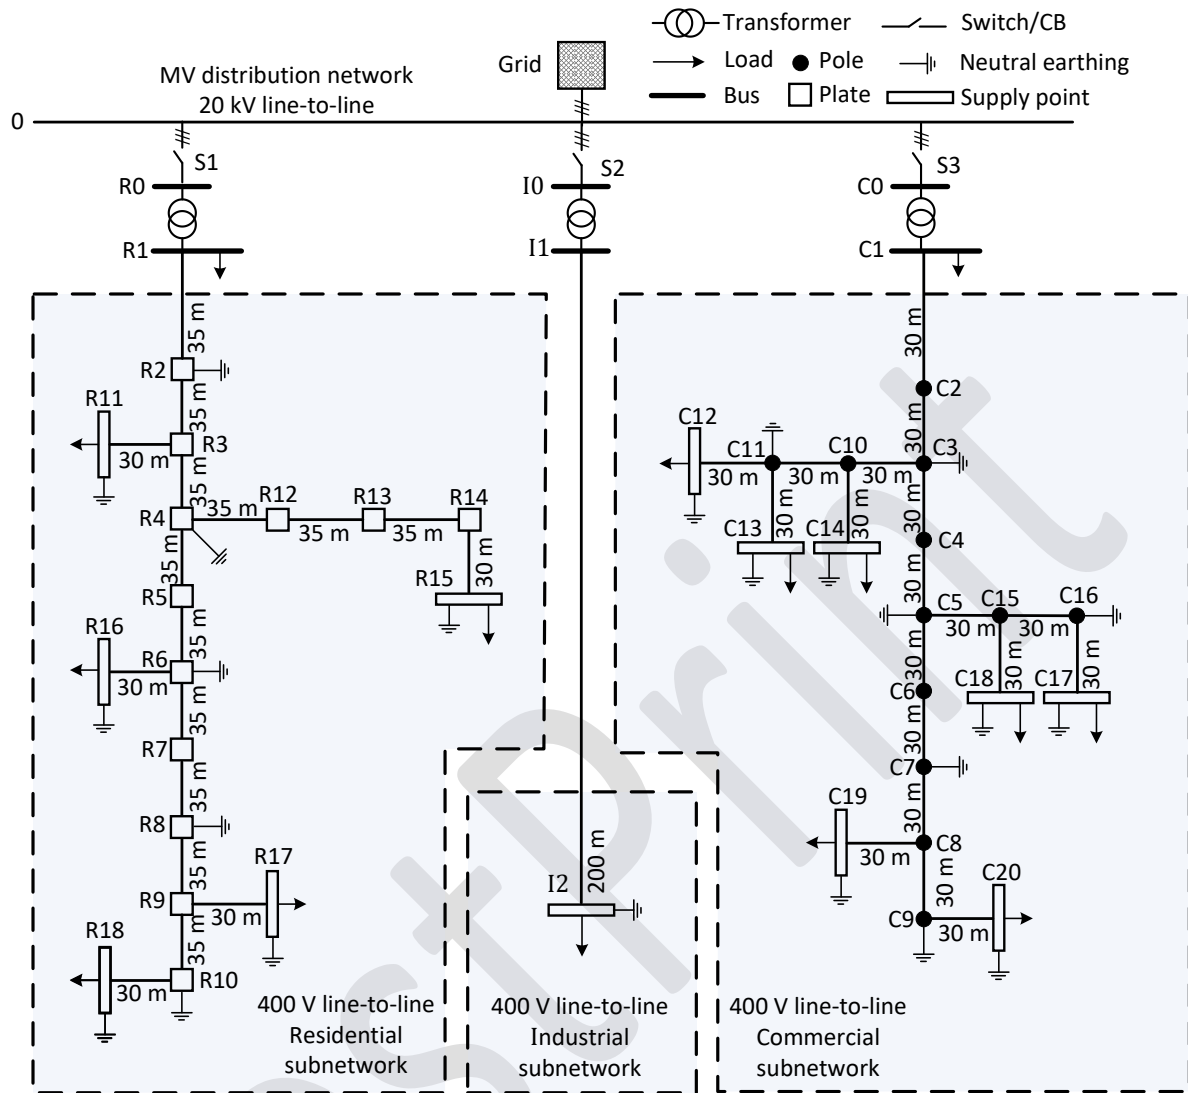 Transformer
Switch/CB
Grid
Load
Pole
Neutral earthing
MV distribution network
20 kV line-to-line
Bus
Plate
Supply point
0
S1
S2
S3
R0
I0
C0
R1
I1
C1
35 m
30 m
R2
C2
35 m
30 m
R11
C12
R3
C11
C10
C3
30 m
30 m
30 m
30 m
35 m
R12
R13
R14
30 m
30 m
30 m
R4
35 m
35 m
35 m
C13
C14
C4
35 m
30 m
30 m
R15
R5
C5
C15
C16
30 m
30 m
R16
35 m
30 m
30 m
30 m
R6
C18
C17
30 m
C6
35 m
30 m
R7
C7
35 m
30 m
C19
R8
C8
30 m
35 m
R17
I2
200 m
30 m
C20
R9
30 m
C9
30 m
R18
35 m
R10
30 m
400 V line-to-line
Residential
subnetwork
400 V line-to-line
Industrial
subnetwork
400 V line-to-line
Commercial
subnetwork
stPrint